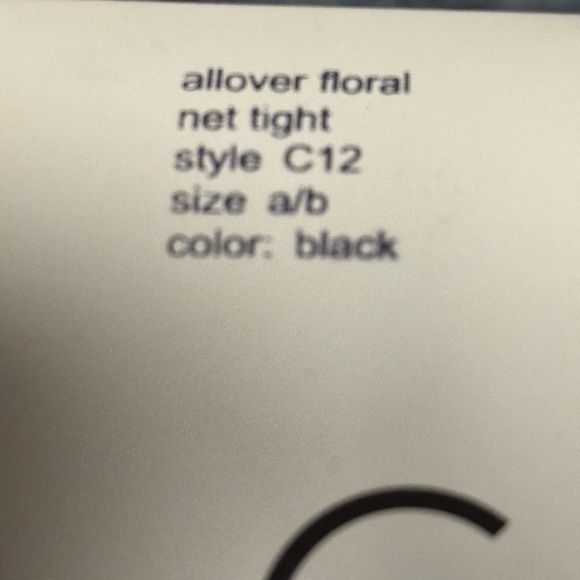 allover floral
net tight
style C12
size a/b
color: black